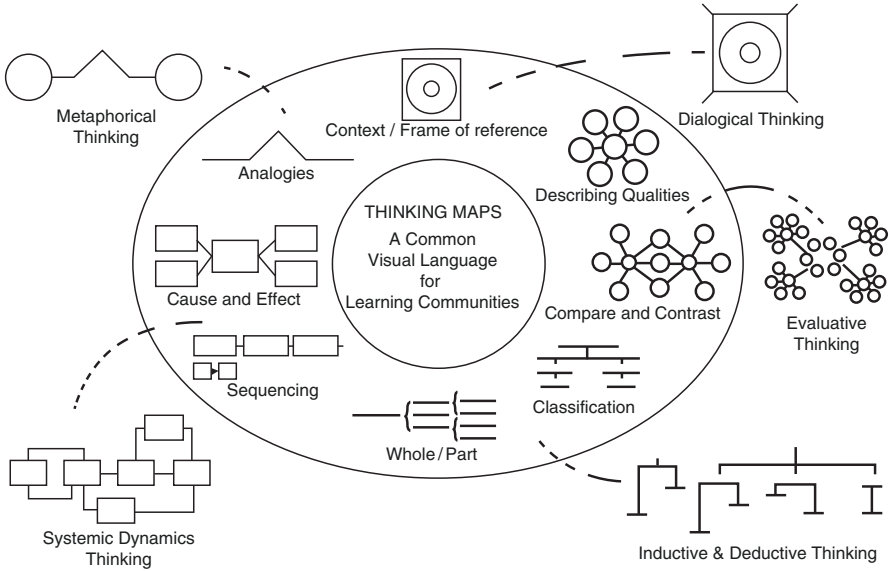 Metaphorical
Thinking
Context / Frame of reference
Dialogical Thinking
Analogies
Describing Qualities
THINKING MAPS
A Common
Visual Language
for
Learning Communities
Cause and Effect
Compare and Contrast
Evaluative
Thinking
Sequencing
Classification
Whole / Part
Systemic Dynamics
Thinking
Inductive & Deductive Thinking